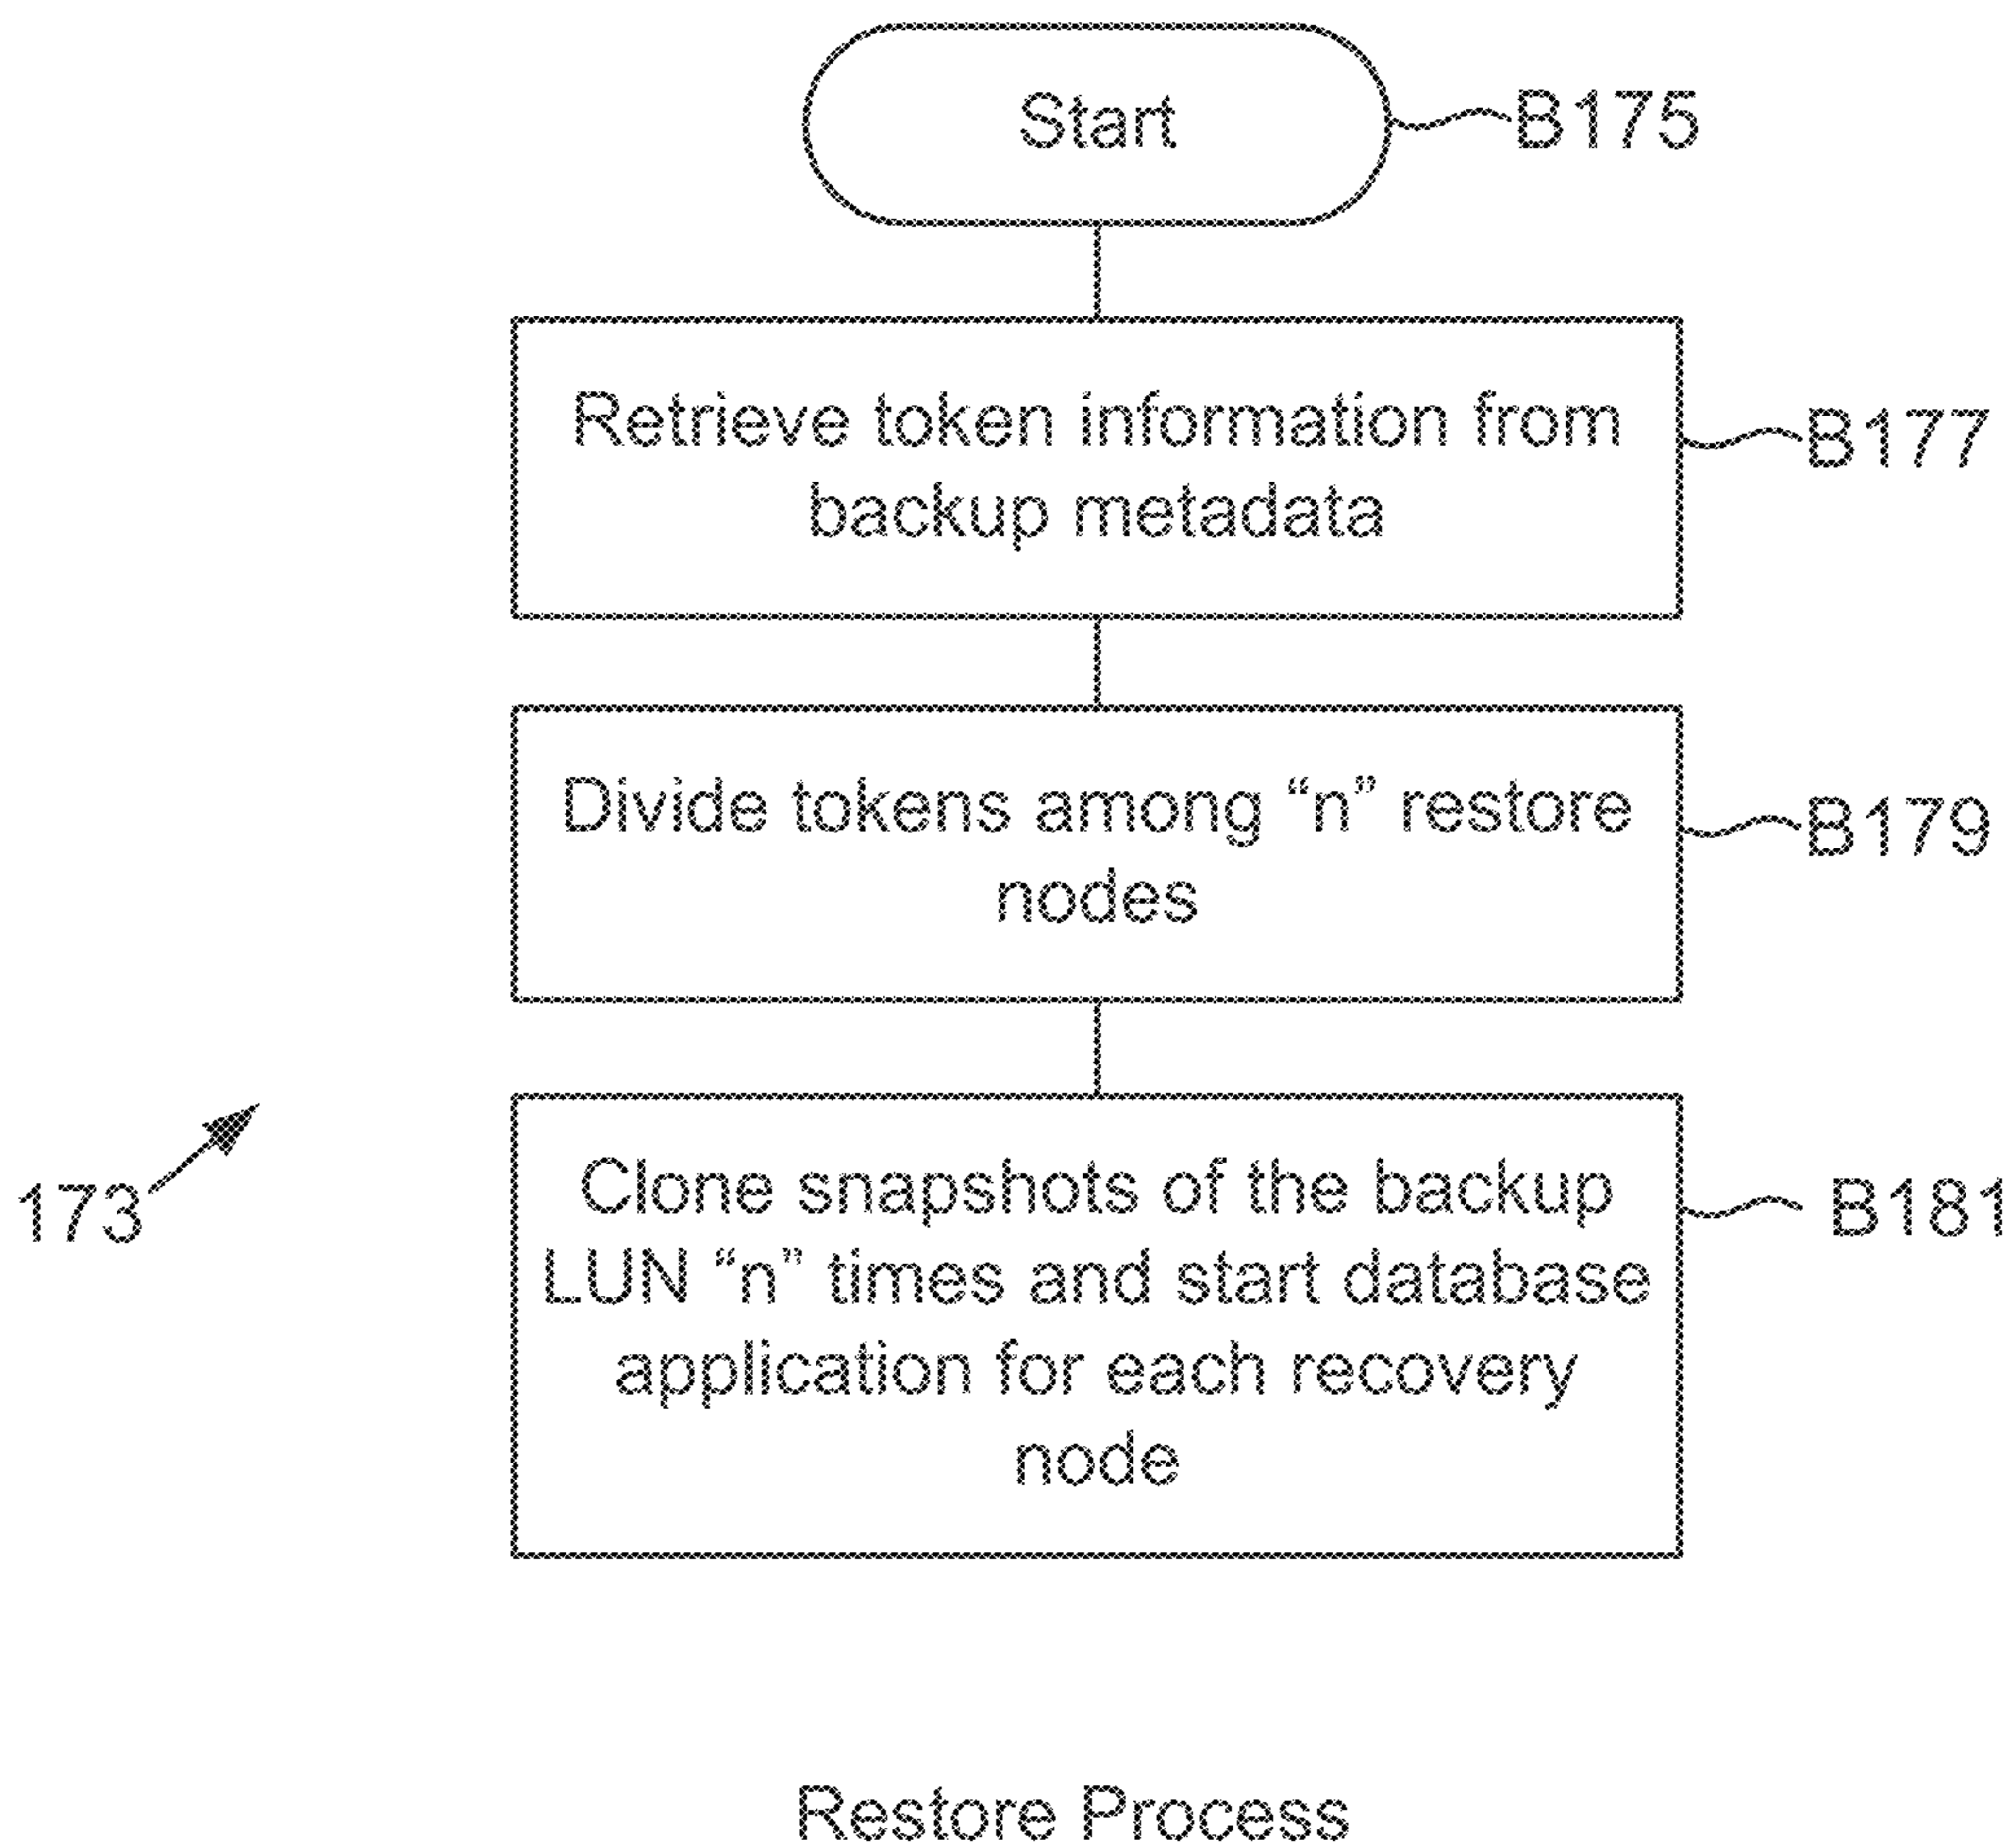 Start
B175
Retrieve token information from
backup metadata
B177
Divide tokens among “n” restore
nodes
B179
Clone snapshots of the backup
LUN “n” times and start database
application for each recovery
node
B181
173
Restore Process